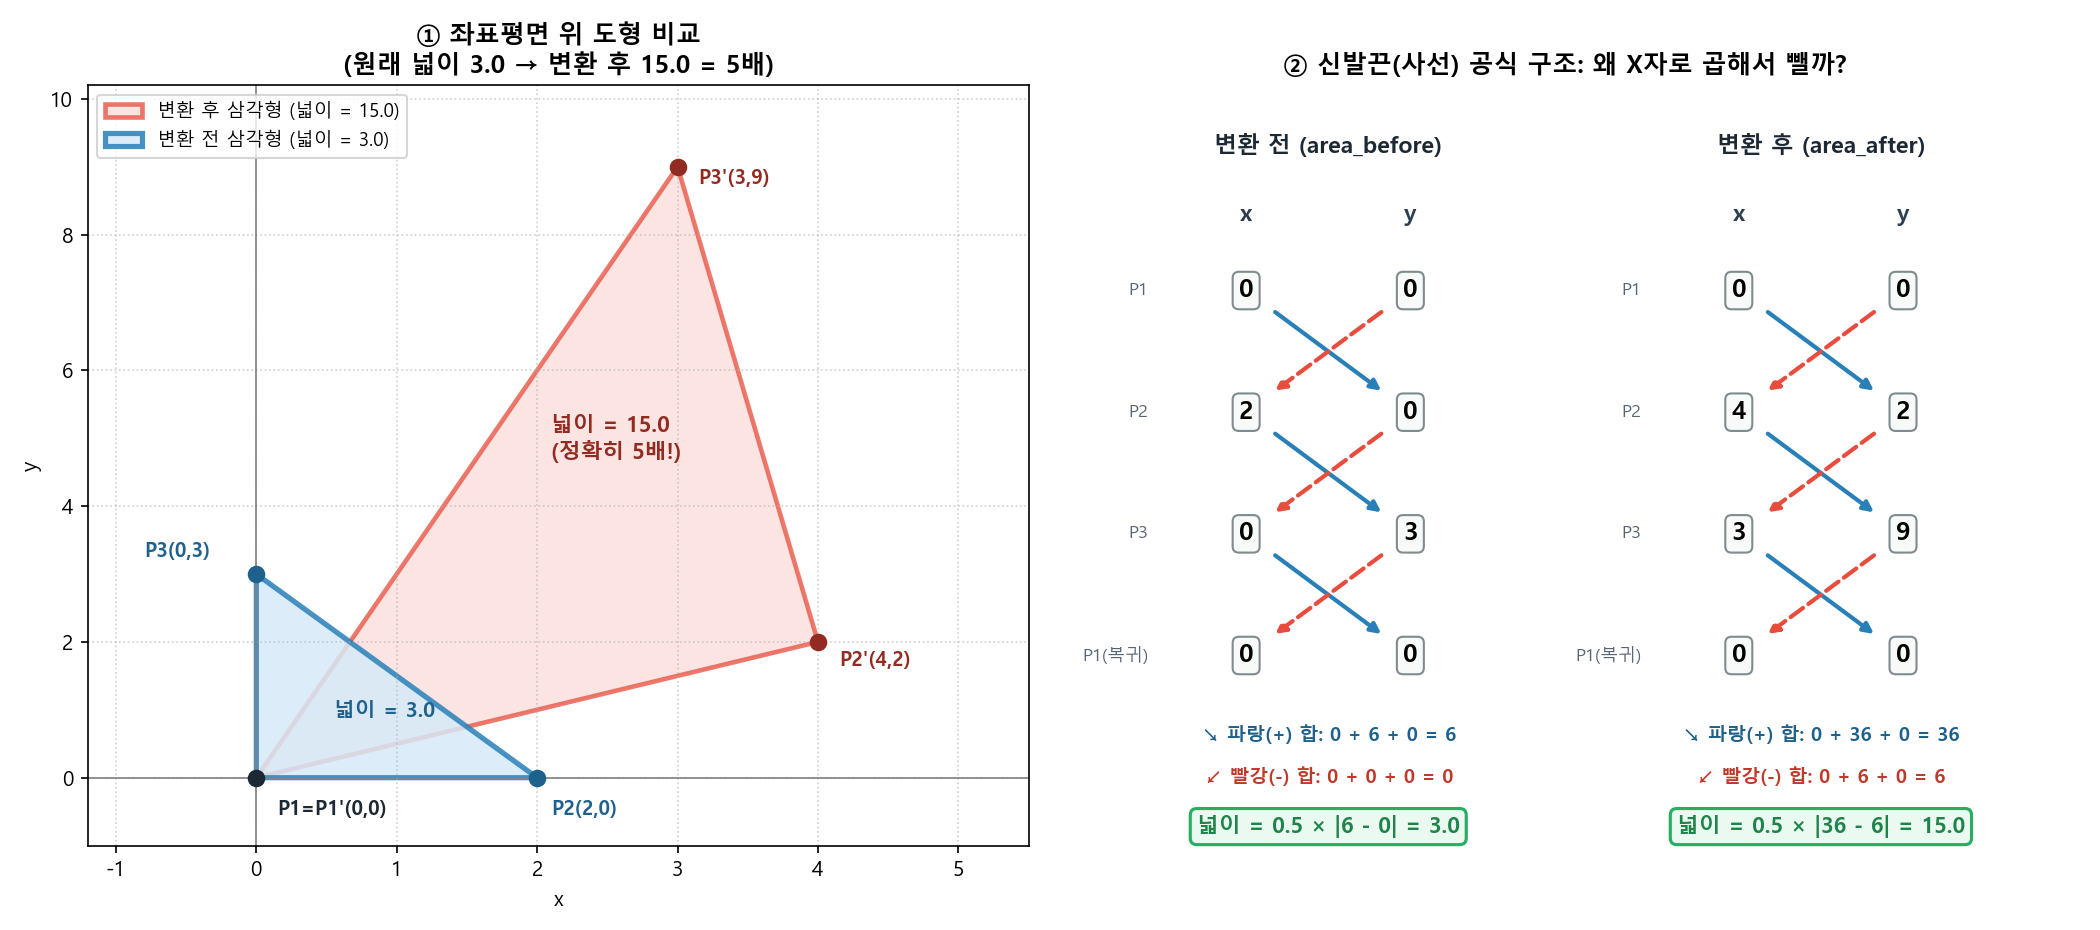 ① 좌표평면 위 도형 비교
(원래 넓이 3.0 → 변환 후 15.0 = 5배)
변환 후 삼각형 (넓이 = 15.0)
변환 전 삼각형 (넓이 = 3.0)
10
8
6
4
2
0
y
P3'(3,9)
넓이 = 15.0
(정확히 5배!)
P3(0,3)
P2'(4,2)
넓이 = 3.0
P1=P1'(0,0)
P2(2,0)
-1 0 1 2 3 4 5
x
② 신발끈(사선) 공식 구조: 왜 X자로 곱해서 뺄까?
변환 전 (area_before)
x y
P1 0 0
P2 2 0
P3 0 3
P1(복귀) 0 0
↘ 파랑(+) 합: 0 + 6 + 0 = 6
↙ 빨강(-) 합: 0 + 0 + 0 = 0
넓이 = 0.5 × |6 - 0| = 3.0
변환 후 (area_after)
x y
P1 0 0
P2 4 2
P3 3 9
P1(복귀) 0 0
↘ 파랑(+) 합: 0 + 36 + 0 = 36
↙ 빨강(-) 합: 0 + 6 + 0 = 6
넓이 = 0.5 × |36 - 6| = 15.0